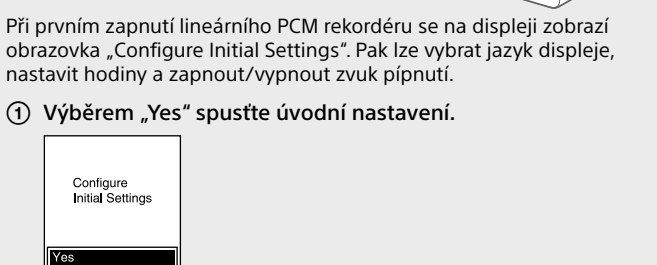 Při prvním zapnutí lineárního PCM rekordéru se na displeji zobrazí
obrazovka „Configure Initial Settings“. Pak lze vybrat jazyk displeje,
nastavit hodiny a zapnout/vypnout zvuk pípnutí.
① Výběrem „Yes“ spusťte úvodní nastavení.
Configure
Initial Settings
Yes